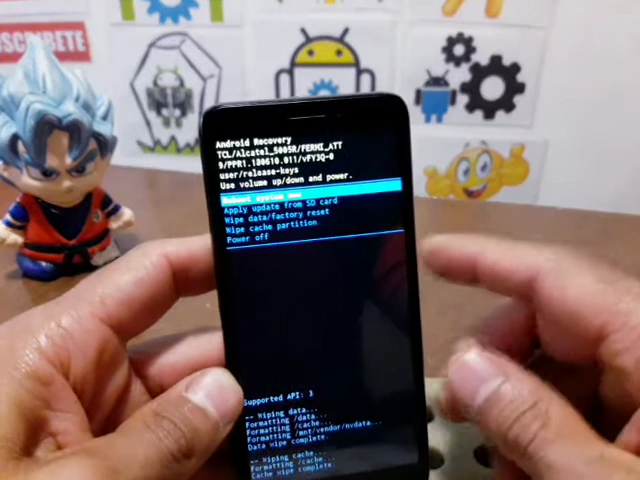 SUSCRIBETE
Android Recovery
TCL/Alcatel_5005R/FERMI_ATT
9/PPR1.180610.011/vFY3Q-0
user/release-keys
Use volume up/down and power.
Reboot system now
Apply update from SD card
Wipe data/factory reset
Wipe cache partition
Power off
Supported API: 3
-- Wiping data...
Formatting /data...
Formatting /cache...
Formatting /mnt/vendor/nvdata...
Data wipe complete.
-- Wiping cache...
Formatting /cache...
Cache wipe complete.